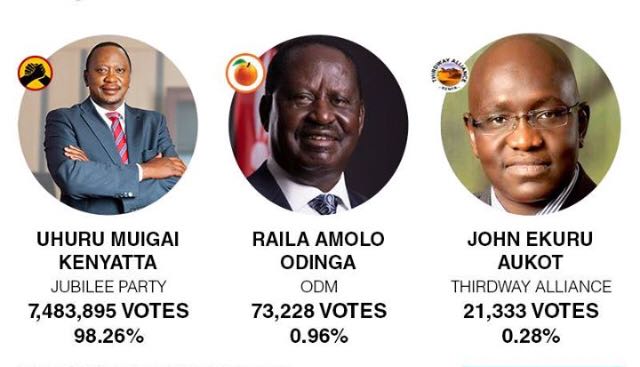 THIRDWAY ALLIANCE
KENYA
UHURU MUIGAI
KENYATTA
JUBILEE PARTY
7,483,895 VOTES
98.26%
RAILA AMOLO
ODINGA
ODM
73,228 VOTES
0.96%
JOHN EKURU
AUKOT
THIRDWAY ALLIANCE
21,333 VOTES
0.28%